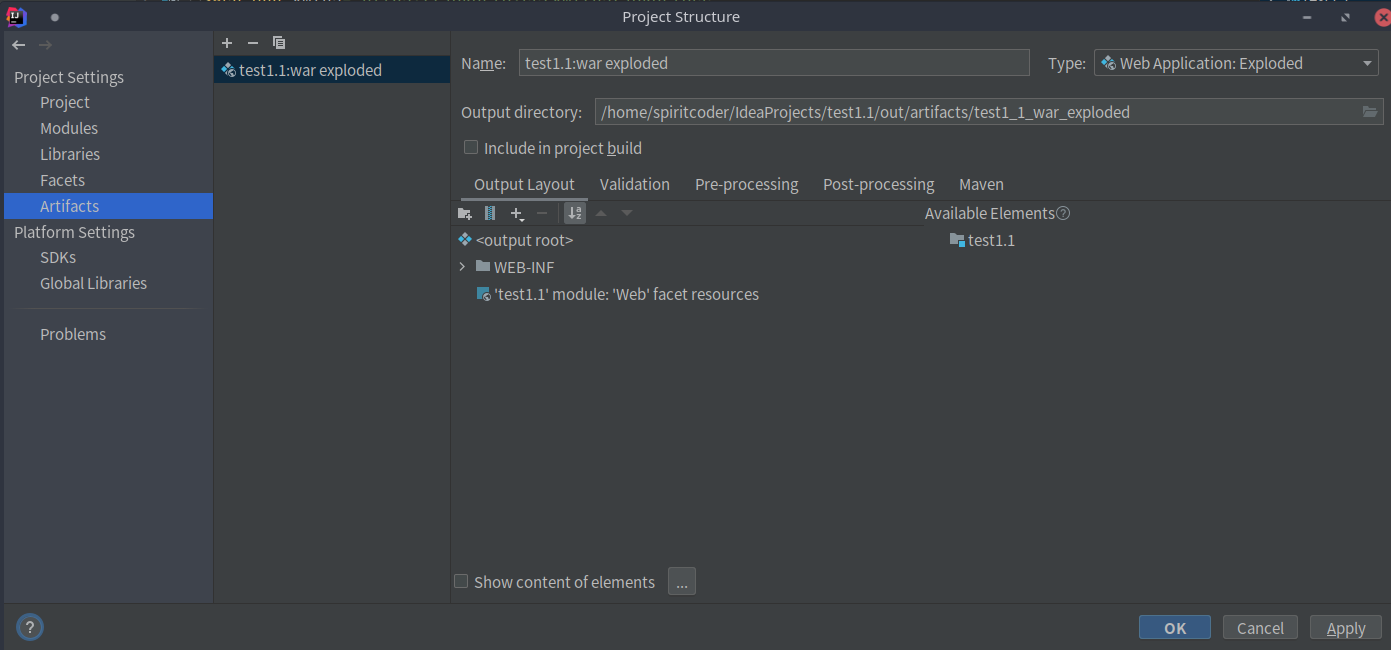 Project Structure
Project Settings
Project
Modules
Libraries
Facets
Artifacts
Platform Settings
SDKs
Global Libraries
Problems
test1.1:war exploded
Name: test1.1:war exploded Type: Web Application: Exploded
Output directory: /home/spiritcoder/IdeaProjects/test1.1/out/artifacts/test1_1_war_exploded
Include in project build
Output Layout Validation Pre-processing Post-processing Maven
Available Elements ?
<output root>
test1.1
WEB-INF
'test1.1' module: 'Web' facet resources
Show content of elements ...
? OK Cancel Apply